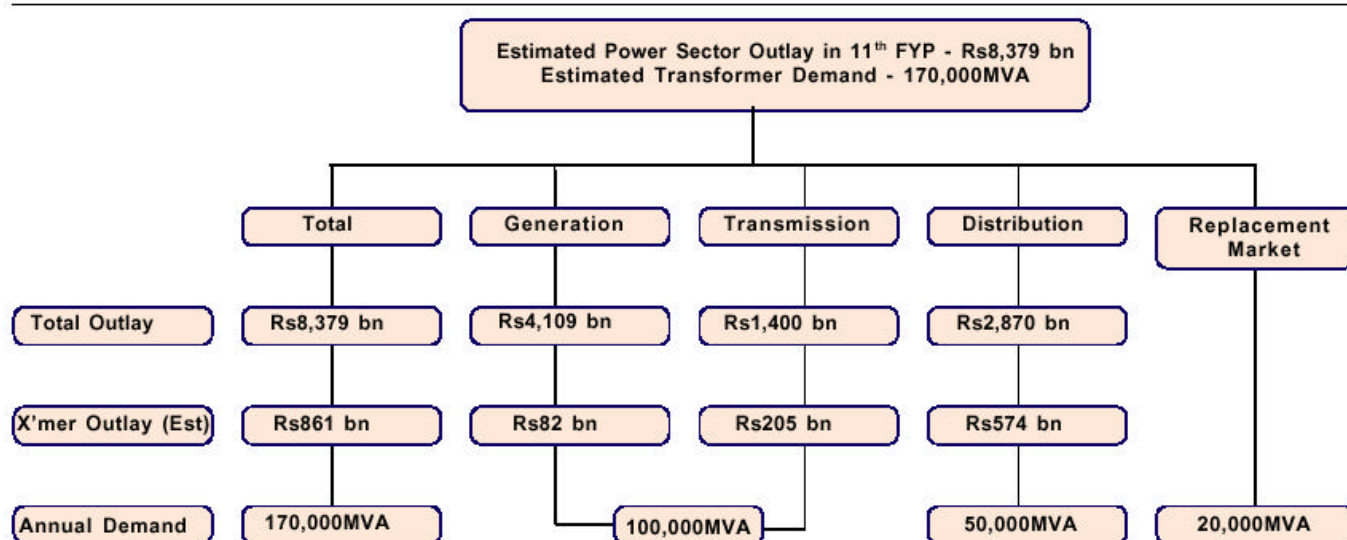 Estimated Power Sector Outlay in 11th FYP - Rs8,379 bn
Estimated Transformer Demand - 170,000MVA
Total Generation Transmission Distribution Replacement
Market
Total Outlay Rs8,379 bn Rs4,109 bn Rs1,400 bn Rs2,870 bn
X'mer Outlay (Est) Rs861 bn Rs82 bn Rs205 bn Rs574 bn
Annual Demand 170,000MVA 100,000MVA 50,000MVA 20,000MVA